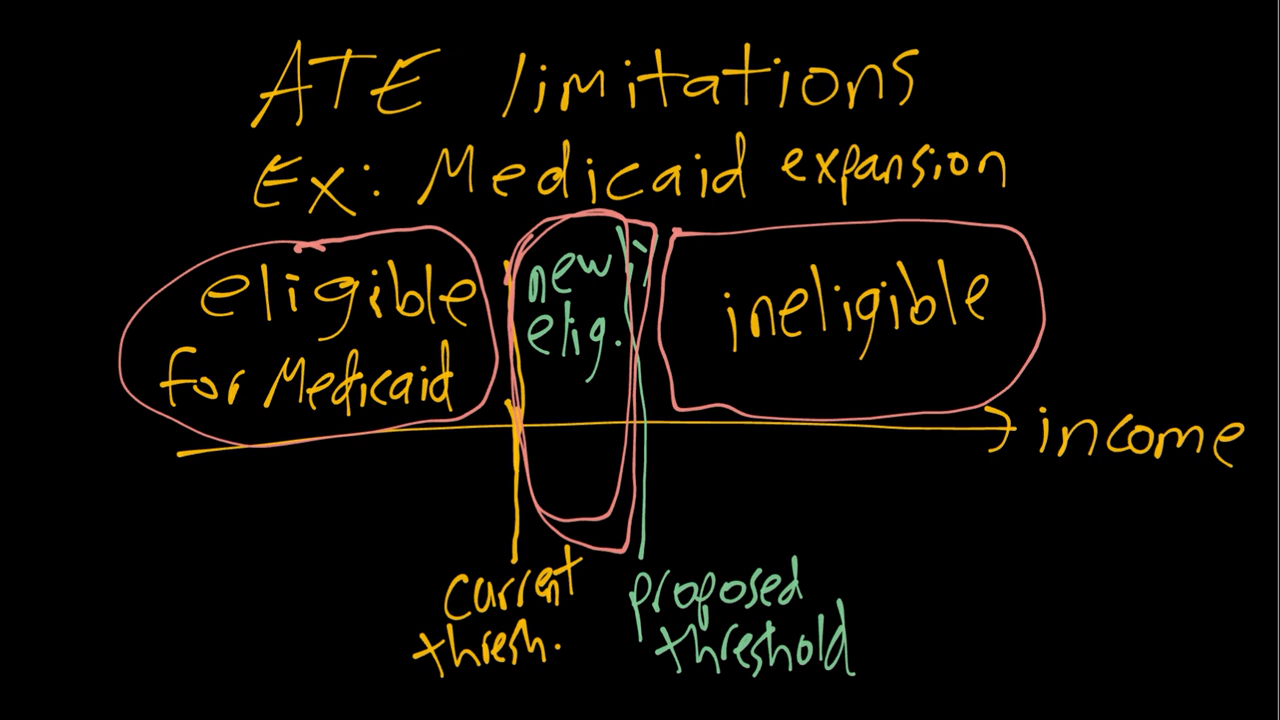 ATE limitations
Ex: Medicaid expansion
eligible
for Medicaid
new
elig.
ineligible
income
current
thresh.
proposed
threshold